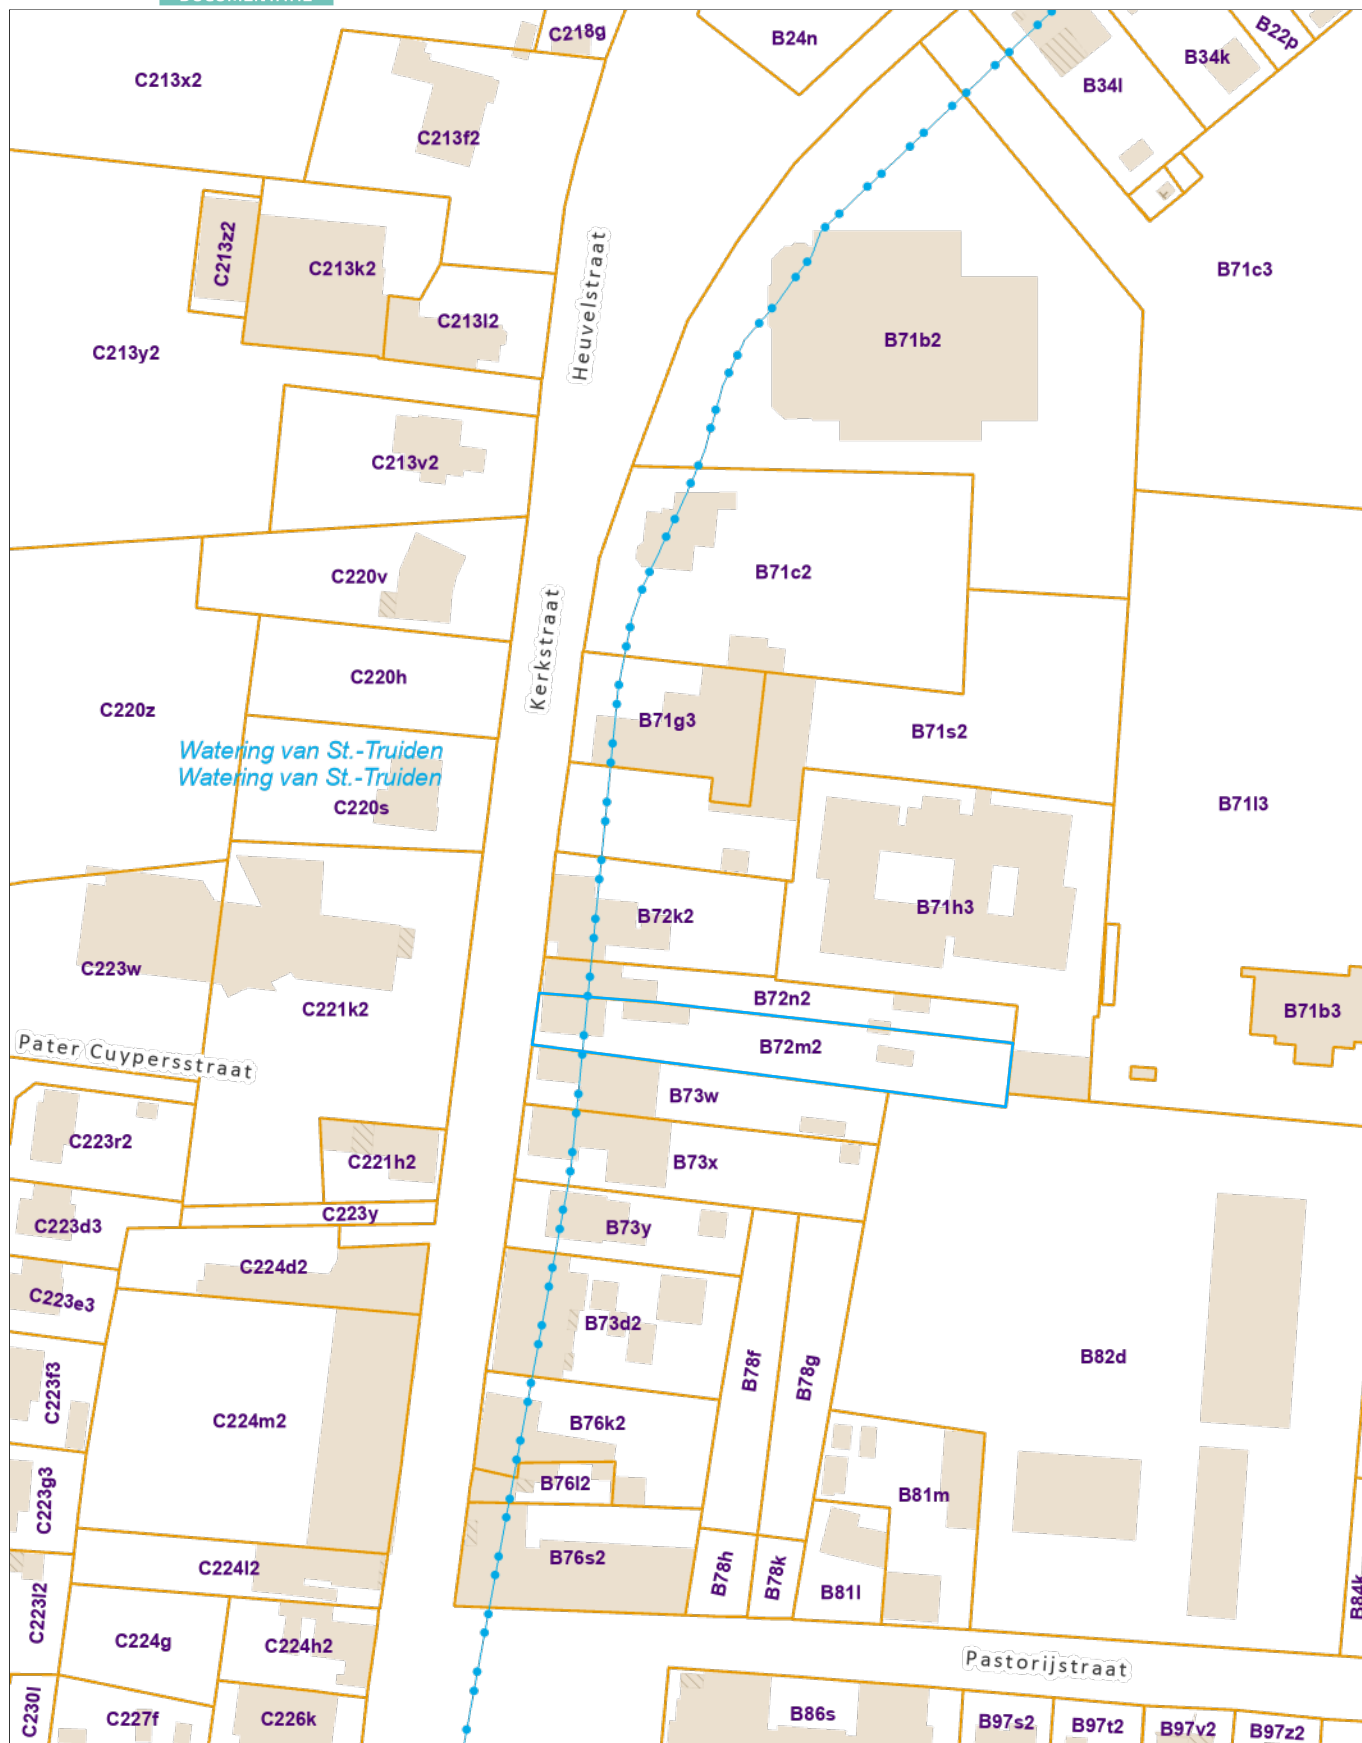 C218g
B24n
B22p
B34k
C213x2
B34l
C213f2
C213z2
C213k2
B71c3
Heuvelstraat
C213l2
B71b2
C213y2
C213v2
B71c2
C220v
Kerkstraat
C220h
C220z
B71g3
B71s2
Watering van St.-Truiden
Watering van St.-Truiden
B71l3
C220s
B71h3
B72k2
C223w
B72n2
C221k2
B71b3
Pater Cuypersstraat
B72m2
B73w
C223r2
C221h2
B73x
C223y
C223d3
B73y
C224d2
C223e3
B73d2
B82d
C223f3
B78f
B78g
C224m2
B76k2
B76l2
B81m
C223g3
B76s2
C224l2
B78h
B78k
B81l
B84k
C223l2
C224g
C224h2
Pastorijstraat
C230l
C227f
C226k
B86s
B97s2
B97t2
B97v2
B97z2